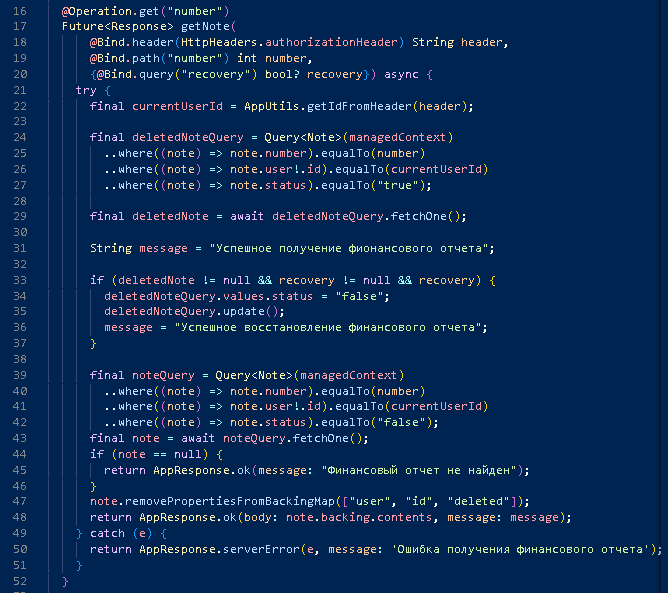 16 @Operation.get("number")
17 Future<Response> getNote(
18 @Bind.header(HttpHeaders.authorizationHeader) String header,
19 @Bind.path("number") int number,
20 {@Bind.query("recovery") bool? recovery}) async {
21 try {
22 final currentUserId = AppUtils.getIdFromHeader(header);
23
24 final deletedNoteQuery = Query<Note>(managedContext)
25 ..where((note) => note.number).equalTo(number)
26 ..where((note) => note.user!.id).equalTo(currentUserId)
27 ..where((note) => note.status).equalTo("true");
28
29 final deletedNote = await deletedNoteQuery.fetchOne();
30
31 String message = "Успешное получение фионансового отчета";
32
33 if (deletedNote != null && recovery != null && recovery) {
34 deletedNoteQuery.values.status = "false";
35 deletedNoteQuery.update();
36 message = "Успешное восстановление финансового отчета";
37 }
38
39 final noteQuery = Query<Note>(managedContext)
40 ..where((note) => note.number).equalTo(number)
41 ..where((note) => note.user!.id).equalTo(currentUserId)
42 ..where((note) => note.status).equalTo("false");
43 final note = await noteQuery.fetchOne();
44 if (note == null) {
45 return AppResponse.ok(message: "Финансовый отчет не найден");
46 }
47 note.removePropertiesFromBackingMap(["user", "id", "deleted"]);
48 return AppResponse.ok(body: note.backing.contents, message: message);
49 } catch (e) {
50 return AppResponse.serverError(e, message: 'Ошибка получения финансового отчета');
51 }
52 }